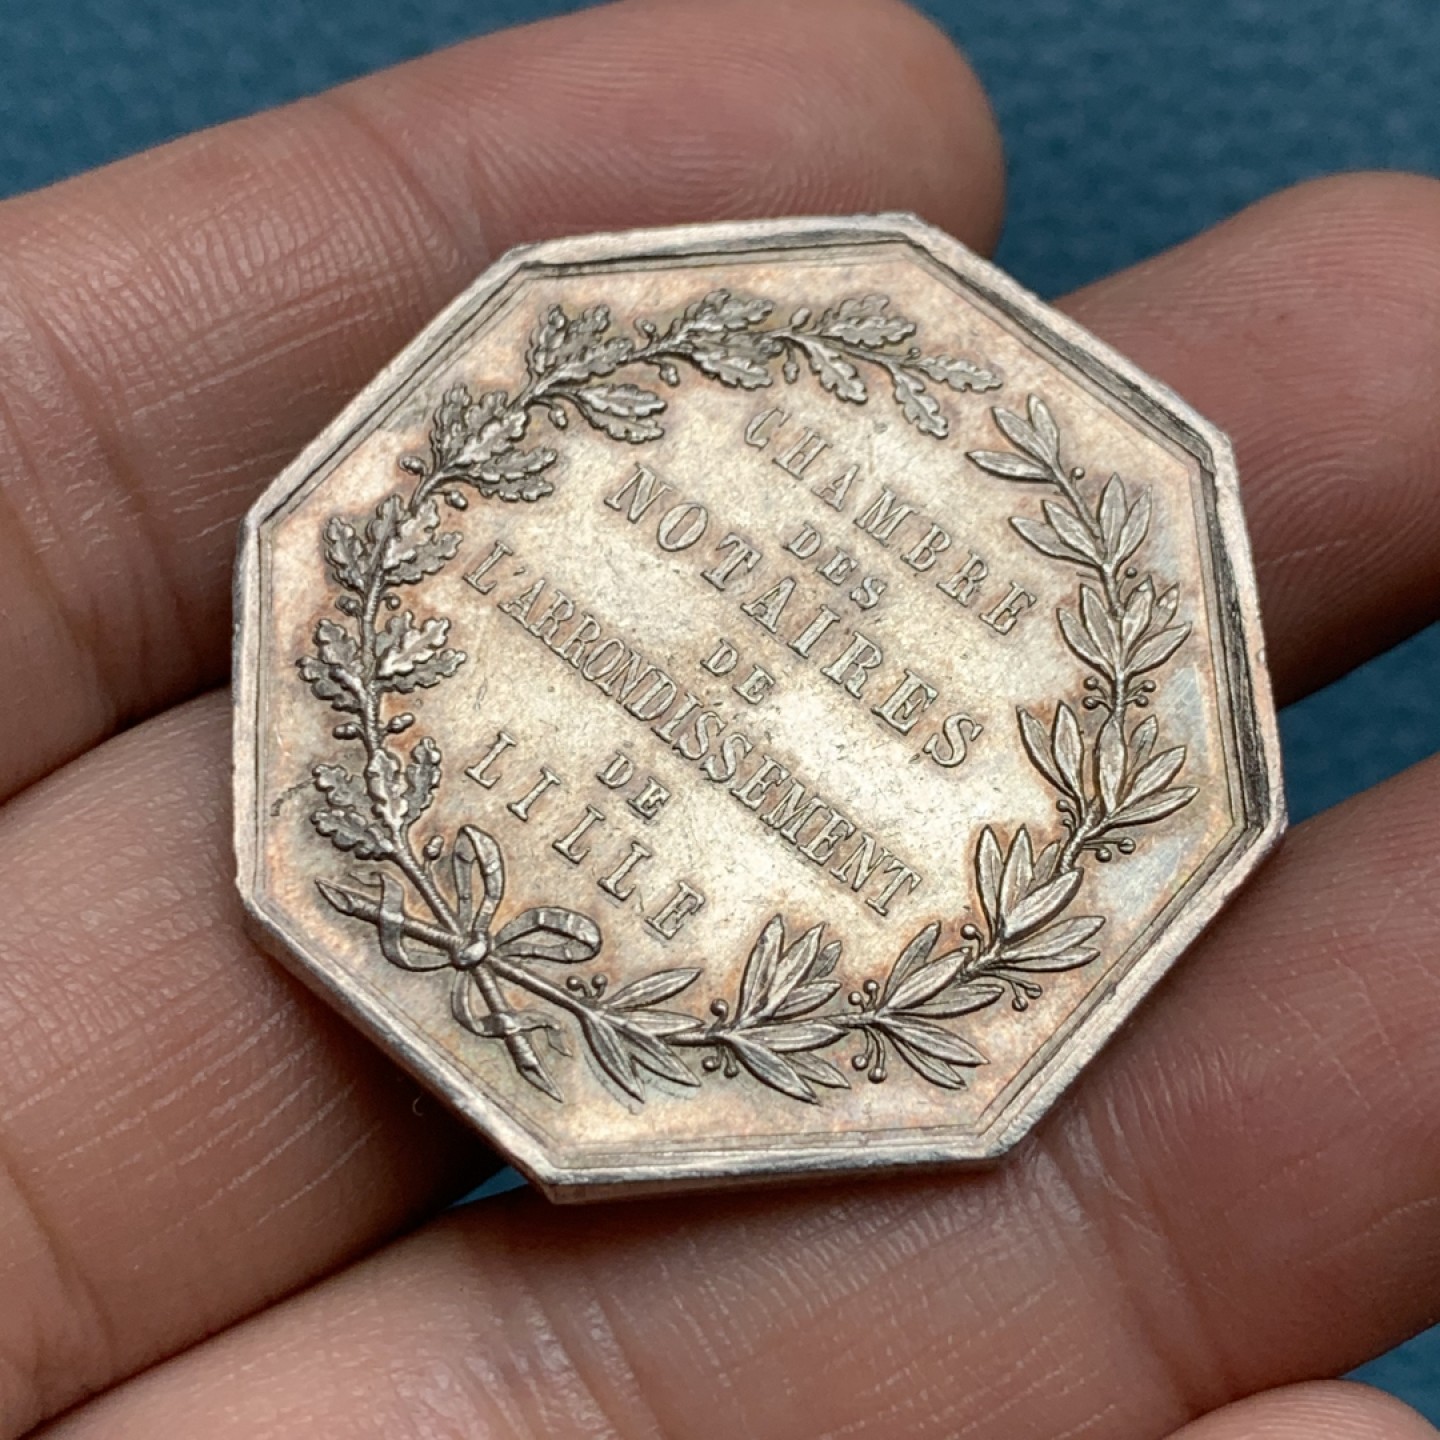 CHAMBRE
DES
NOTAIRES
DE
L'ARRONDISSEMENT
DE
LILLE